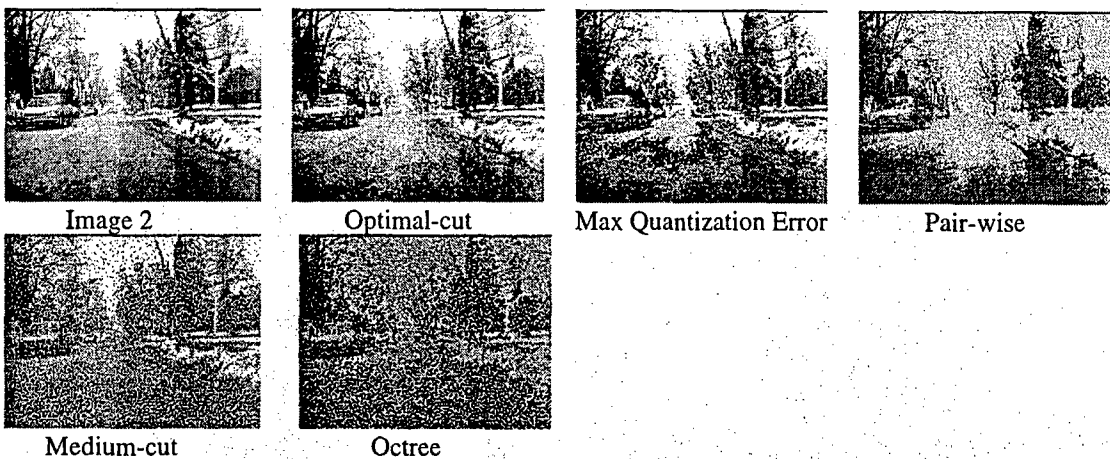 Image 2
Optimal-cut
Max Quantization Error
Pair-wise
Medium-cut
Octree